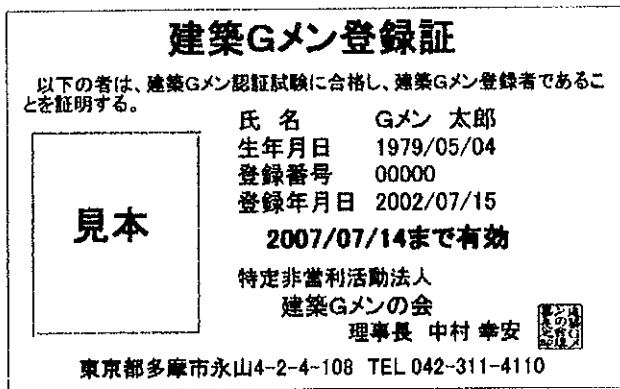 建築Gメン登録証
以下の者は、建築Gメン認証試験に合格し、建築Gメン登録者であるこ
とを証明する。
氏 名 Gメン 太郎
生年月日 1979/05/04
登録番号 00000
登録年月日 2002/07/15
見本
2007/07/14まで有効
特定非営利活動法人
建築Gメンの会
理事長 中村 幸安
東京都多摩市永山4-2-4-108 TEL 042-311-4110